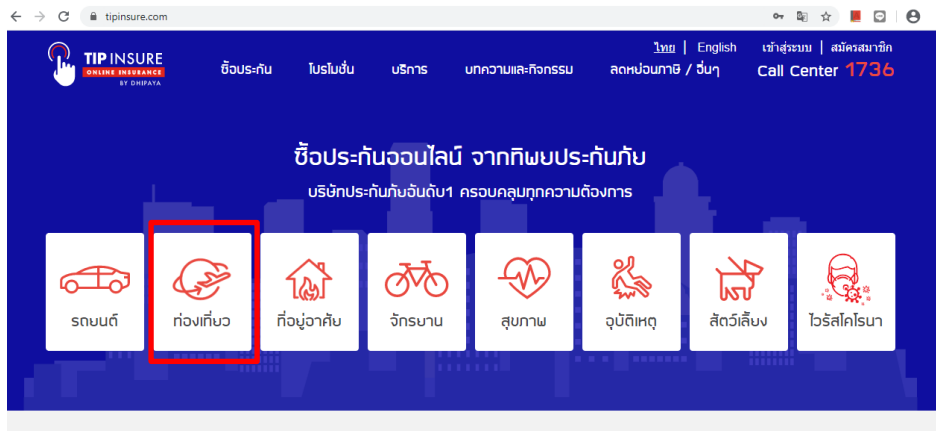 tipinsure.com
ไทย | English เข้าสู่ระบบ | สมัครสมาชิก
TIP INSURE
ONLINE INSURANCE
BY DHIPAYA
ซื้อประกัน โปรโมชั่น บริการ บทความและกิจกรรม ลดหย่อนภาษี / อื่นๆ Call Center 1736
ซื้อประกันออนไลน์ จากทิพยประกันภัย
บริษัทประกันภัยอันดับ1 ครอบคลุมทุกความต้องการ
รถยนต์ ท่องเที่ยว ที่อยู่อาศัย จักรยาน สุขภาพ อุบัติเหตุ สัตว์เลี้ยง ไวรัสโคโรนา